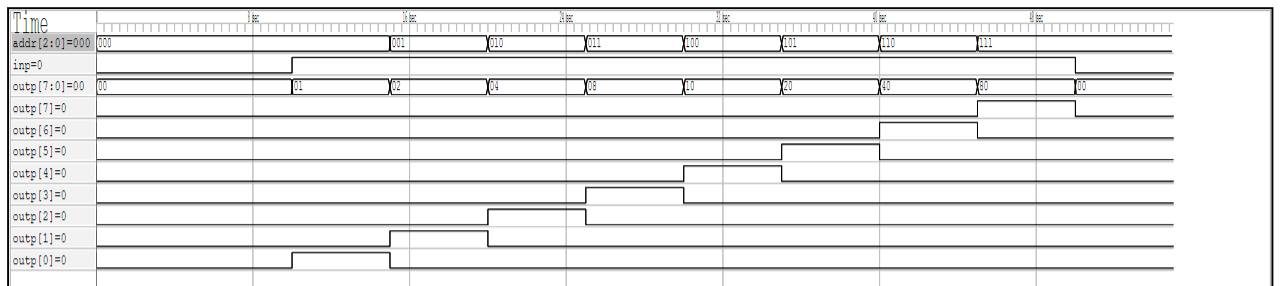 Time 8 sec 16 sec 24 sec 32 sec 40 sec 48 sec
addr[2:0]=000 000 001 010 011 100 101 110 111
inp=0
outp[7:0]=00 00 01 02 04 08 10 20 40 80 00
outp[7]=0
outp[6]=0
outp[5]=0
outp[4]=0
outp[3]=0
outp[2]=0
outp[1]=0
outp[0]=0